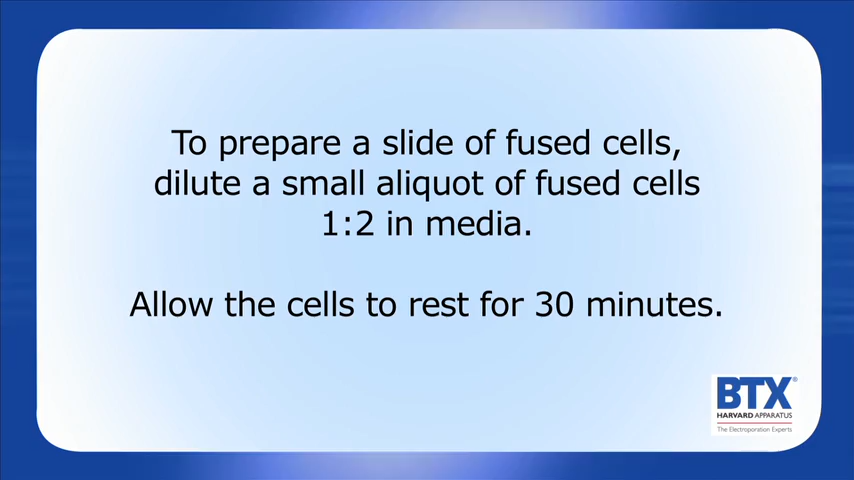 To prepare a slide of fused cells,
dilute a small aliquot of fused cells
1:2 in media.
Allow the cells to rest for 30 minutes.
BTX®
HARVARD APPARATUS
The Electroporation Experts